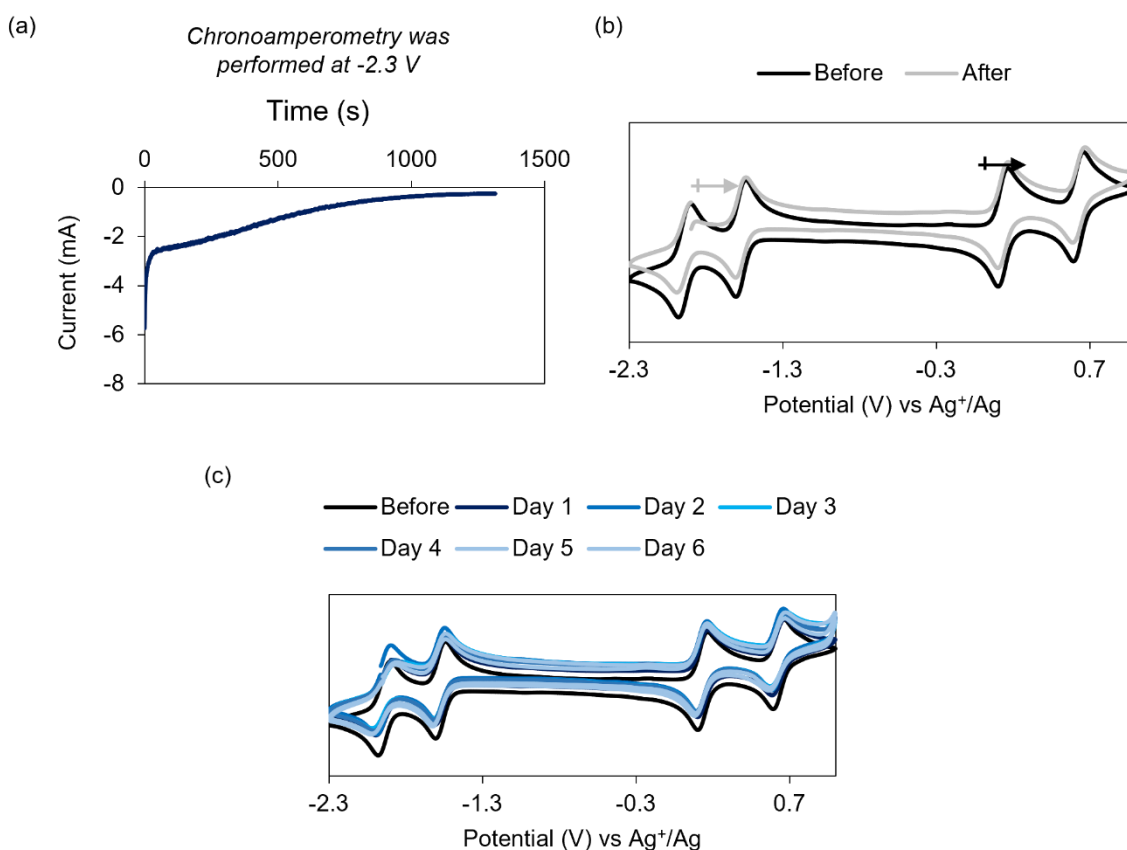 (a)
Chronoamperometry was
performed at -2.3 V
Time (s)
0 500 1000 1500
0
-2
-4
-6
-8
Current (mA)
(b)
Before After
-2.3 -1.3 -0.3 0.7
Potential (V) vs Ag⁺/Ag
(c)
Before Day 1 Day 2 Day 3
Day 4 Day 5 Day 6
-2.3 -1.3 -0.3 0.7
Potential (V) vs Ag⁺/Ag